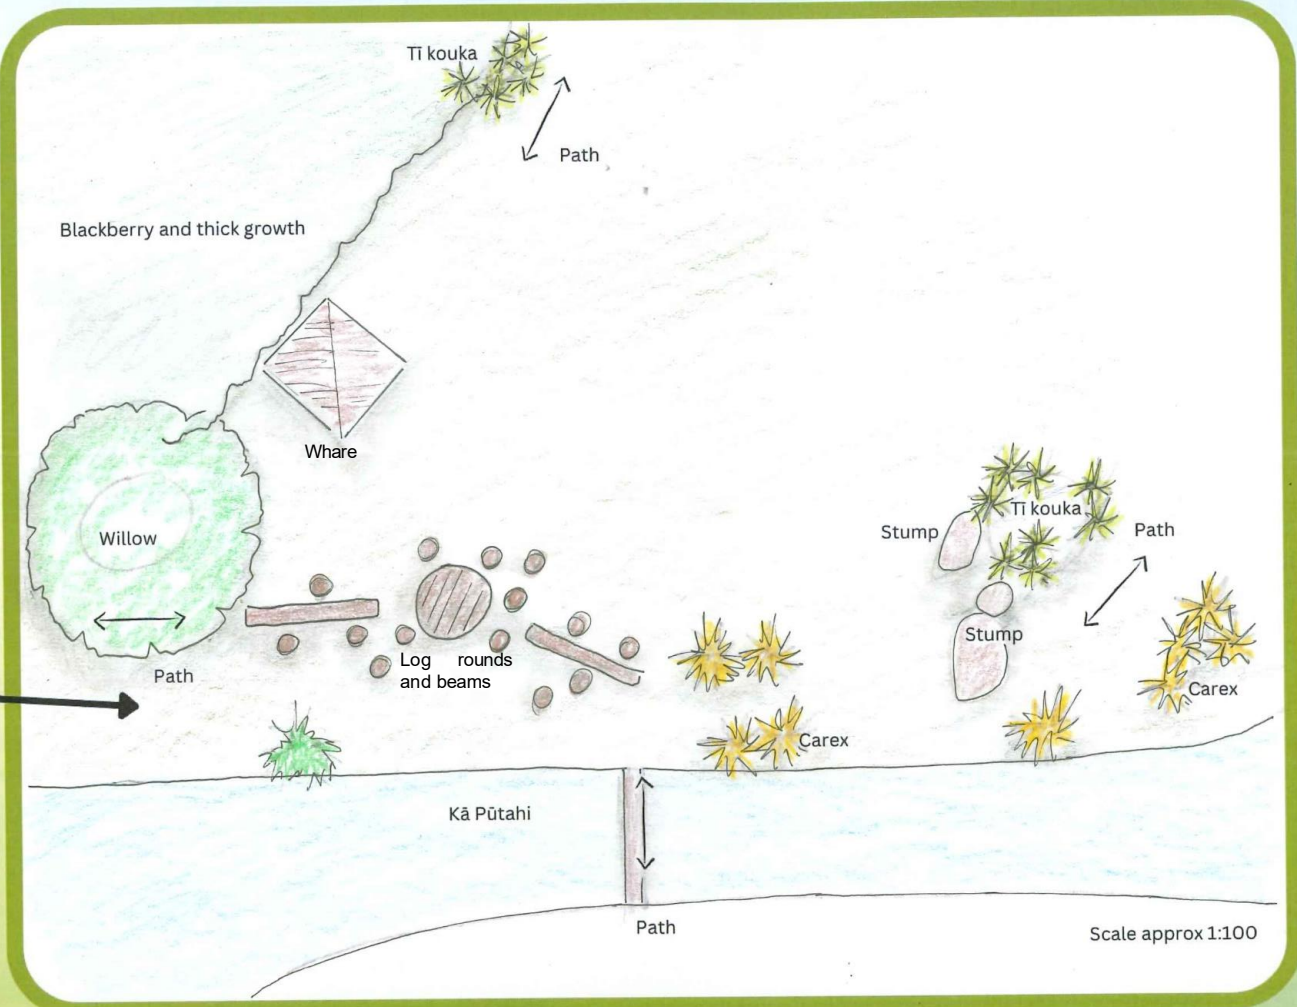 Tī kouka
Path
Blackberry and thick growth
Whare
Willow
Path
Log rounds
and beams
Stump
Tī kouka
Path
Stump
Carex
Carex
Kā Pūtahi
Path
Scale approx 1:100